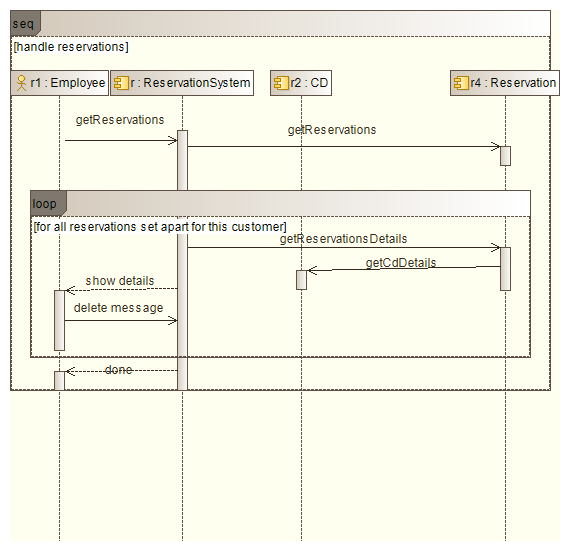 seq
[handle reservations]
r1 : Employee
r : ReservationSystem
r2 : CD
r4 : Reservation
getReservations
getReservations
loop
[for all reservations set apart for this customer]
getReservationsDetails
getCdDetails
show details
delete message
done